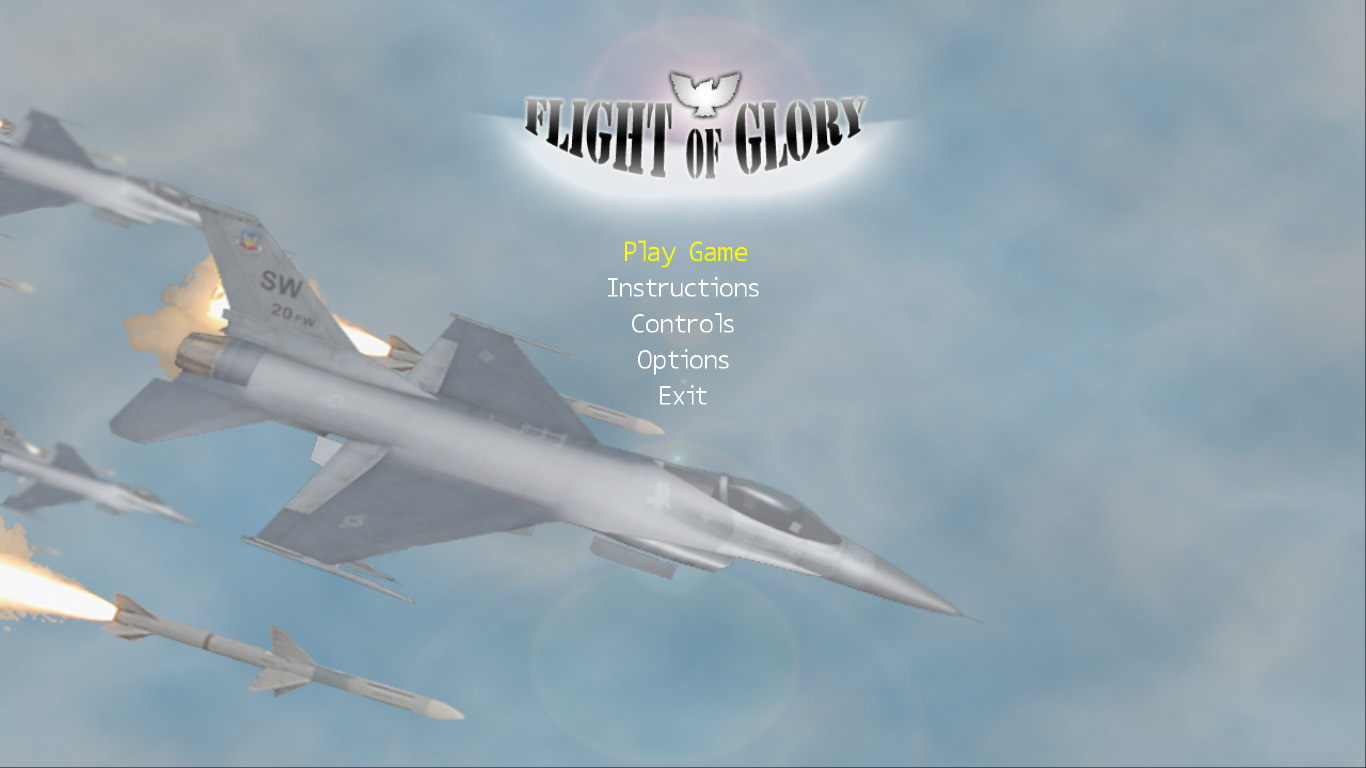 FLIGHT OF GLORY
Play Game
Instructions
Controls
Options
Exit
SW
20 FW